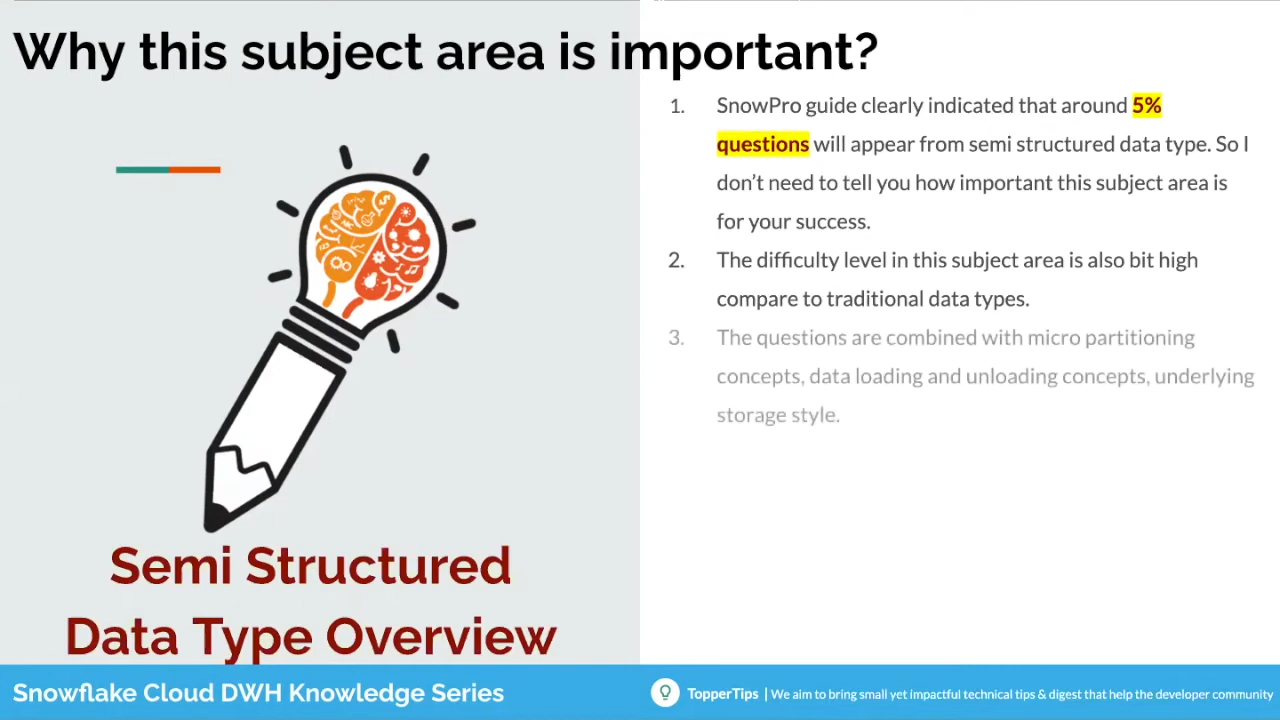 Why this subject area is important?
1. SnowPro guide clearly indicated that around 5%
questions will appear from semi structured data type. So I
don't need to tell you how important this subject area is
for your success.
2. The difficulty level in this subject area is also bit high
compare to traditional data types.
3. The questions are combined with micro partitioning
concepts, data loading and unloading concepts, underlying
storage style.
Semi Structured
Data Type Overview
Snowflake Cloud DWH Knowledge Series
TopperTips | We aim to bring small yet impactful technical tips & digest that help the developer community